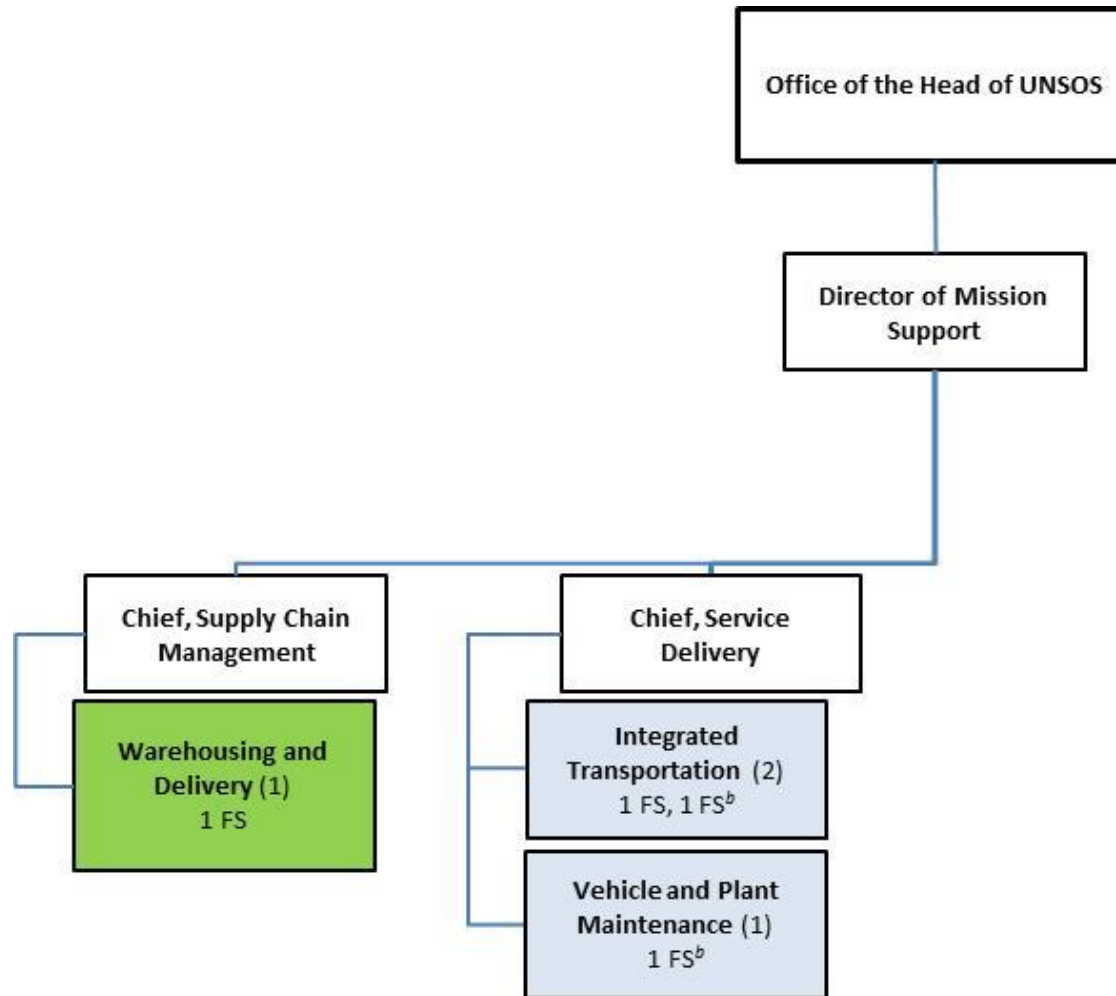 Office of the Head of UNSOS
Director of Mission
Support
Chief, Supply Chain
Management
Warehousing and
Delivery (1)
1 FS
Chief, Service
Delivery
Integrated
Transportation (2)
1 FS, 1 FSᵇ
Vehicle and Plant
Maintenance (1)
1 FSᵇ